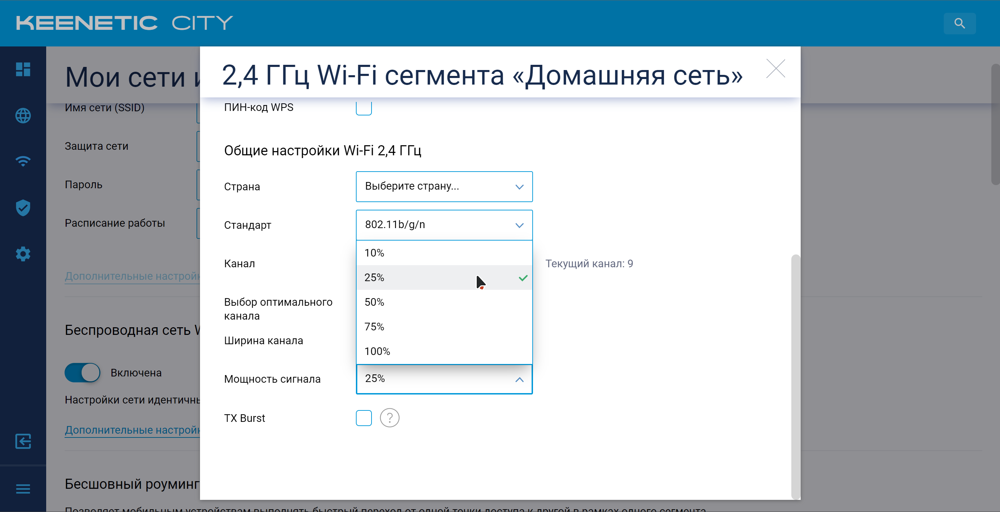 KEENETIC CITY
Мои сети и
2,4 ГГц Wi-Fi сегмента «Домашняя сеть»
Имя сети (SSID)
Защита сети
Пароль
Расписание работы
Дополнительные настройк
Беспроводная сеть W
Включена
Настройки сети идентичны
Дополнительные настройк
Бесшовный роуминг
Позволяет мобильным устройствам выполнять быстрый переход от одной точки доступа к другой в рамках одного сегмента
ПИН-код WPS
Общие настройки Wi-Fi 2,4 ГГц
Страна
Выберите страну...
Стандарт
802.11b/g/n
Канал
Текущий канал: 9
Выбор оптимального
канала
Ширина канала
10%
25%
50%
75%
100%
Мощность сигнала
25%
TX Burst
?